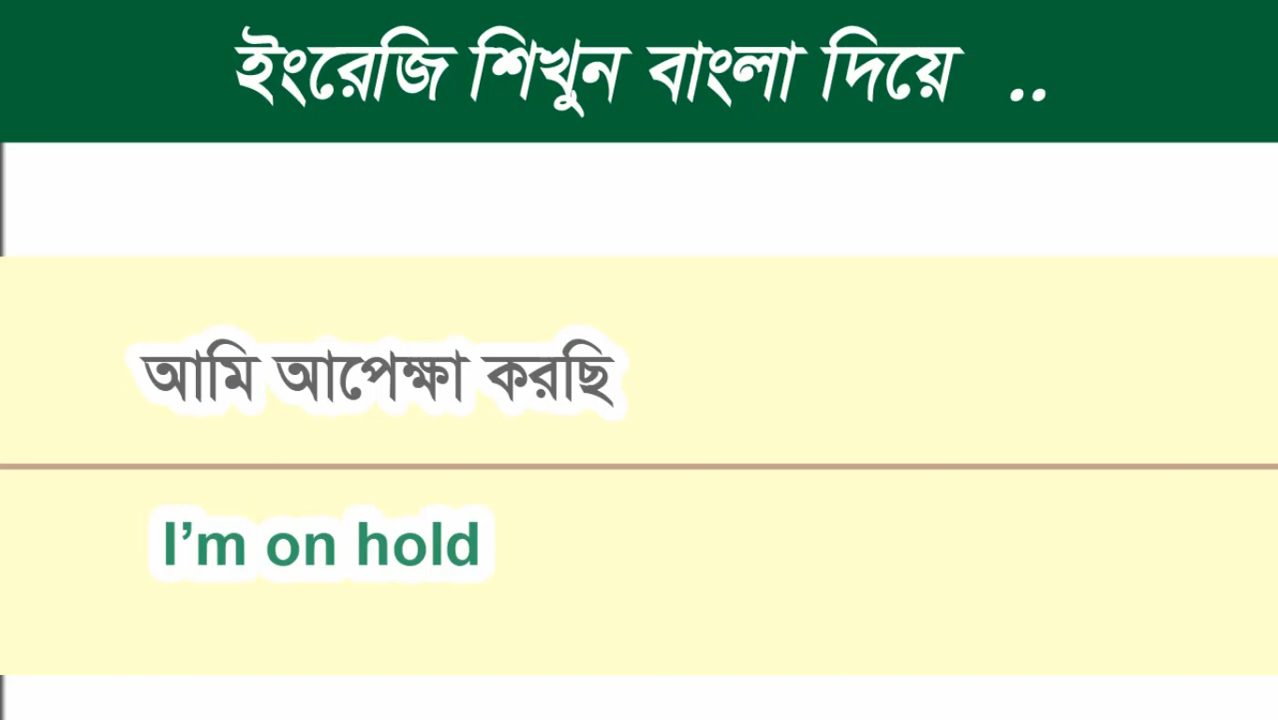 ইংরেজি শিখুন বাংলা দিয়ে ..
আমি আপেক্ষা করছি
I’m on hold